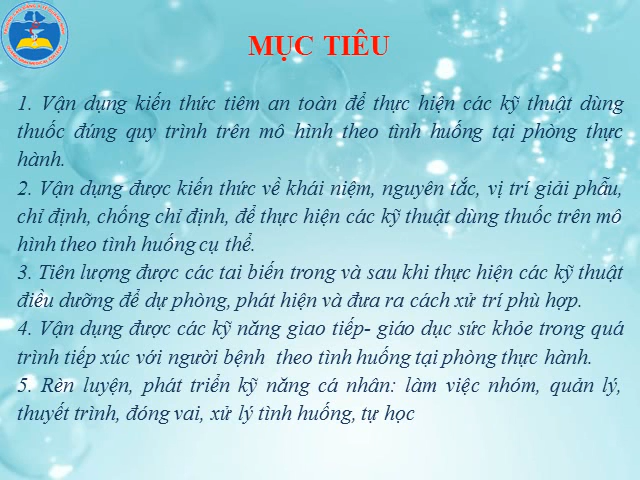 MỤC TIÊU
1. Vận dụng kiến thức tiêm an toàn để thực hiện các kỹ thuật dùng
thuốc đúng quy trình trên mô hình theo tình huống tại phòng thực
hành.
2. Vận dụng được kiến thức về khái niệm, nguyên tắc, vị trí giải phẫu,
chỉ định, chống chỉ định, để thực hiện các kỹ thuật dùng thuốc trên mô
hình theo tình huống cụ thể.
3. Tiên lượng được các tai biến trong và sau khi thực hiện các kỹ thuật
điều dưỡng để dự phòng, phát hiện và đưa ra cách xử trí phù hợp.
4. Vận dụng được các kỹ năng giao tiếp- giáo dục sức khỏe trong quá
trình tiếp xúc với người bệnh theo tình huống tại phòng thực hành.
5. Rèn luyện, phát triển kỹ năng cá nhân: làm việc nhóm, quản lý,
thuyết trình, đóng vai, xử lý tình huống, tự học